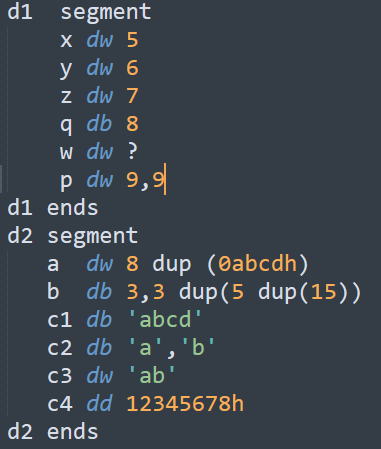 d1  segment
    x dw 5
    y dw 6
    z dw 7
    q db 8
    w dw ?
    p dw 9,9
d1 ends
d2 segment
   a  dw 8 dup (0abcdh)
   b  db 3,3 dup(5 dup(15))
   c1 db 'abcd'
   c2 db 'a','b'
   c3 dw 'ab'
   c4 dd 12345678h
d2 ends